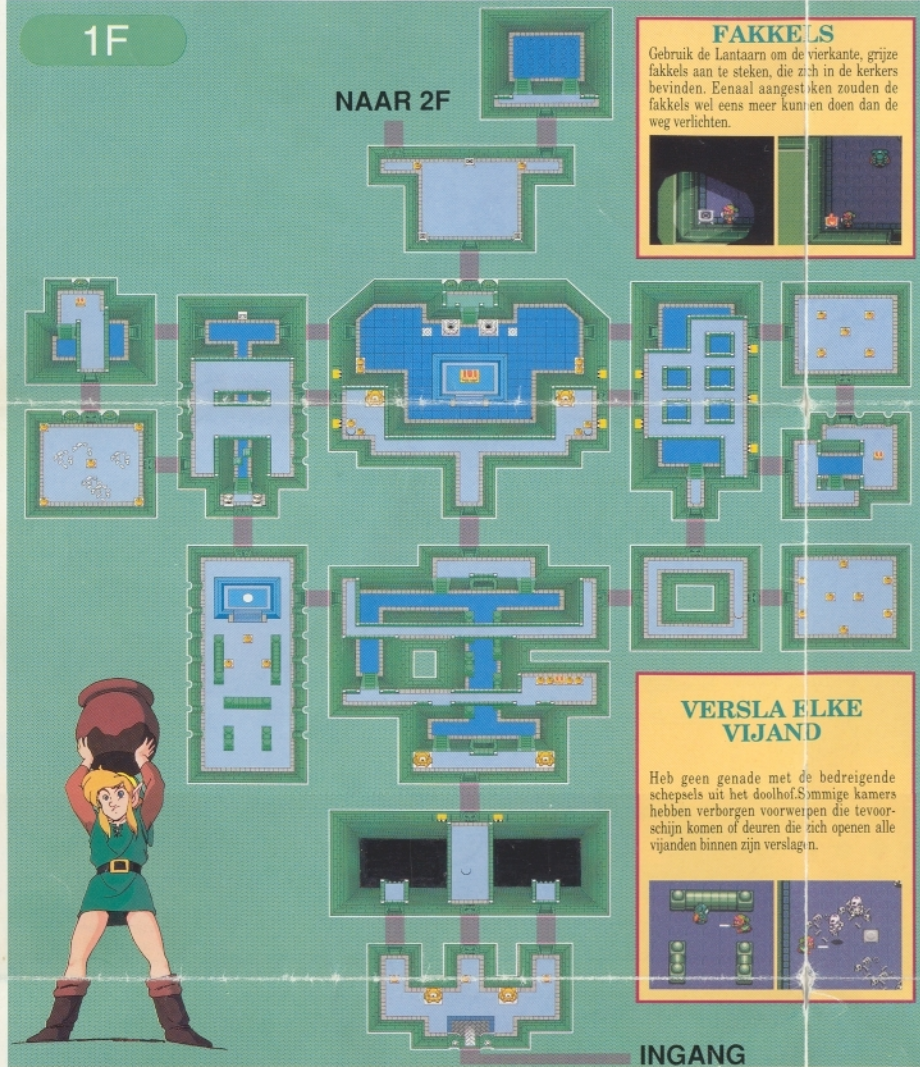 1F
NAAR 2F
FAKKELS
Gebruik de Lantaarn om de vierkante, grijze
fakkels aan te steken, die zich in de kerkers
bevinden. Eenaal aangestoken zouden de
fakkels wel eens meer kunnen doen dan de
weg verlichten.
VERSLA ELKE
VIJAND
Heb geen genade met de bedreigende
schepsels uit het doolhof.Sommige kamers
hebben verborgen voorwerpen die tevoor-
schijn komen of deuren die zich openen alle
vijanden binnen zijn verslagen.
INGANG